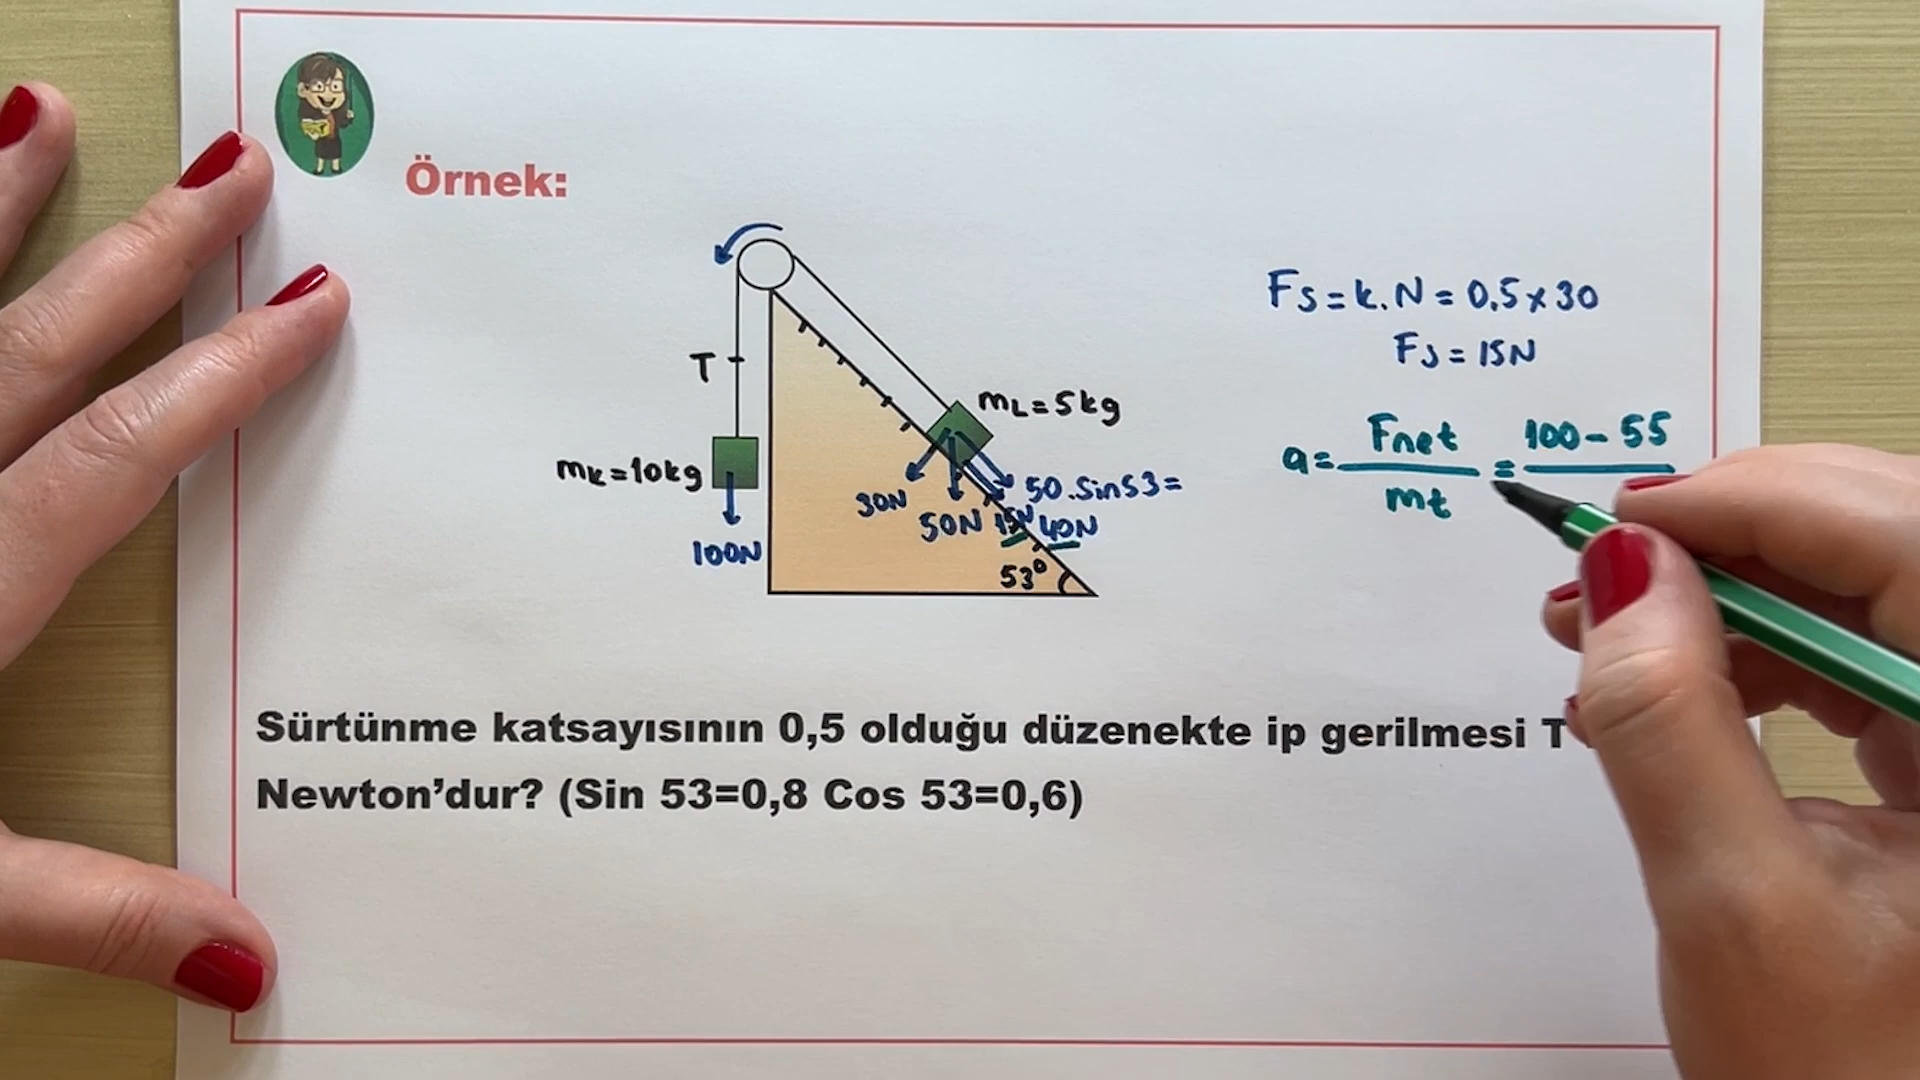 Örnek:
Fs = k. N = 0,5 x 30
Fs = 15N
T
mL = 5kg
mK = 10kg
100N
30N
50N
15N
40N
50.Sin53 =
53°
a = Fnet / mt = 100 - 55
Sürtünme katsayısının 0,5 olduğu düzenekte ip gerilmesi T
Newton’dur? (Sin 53=0,8 Cos 53=0,6)